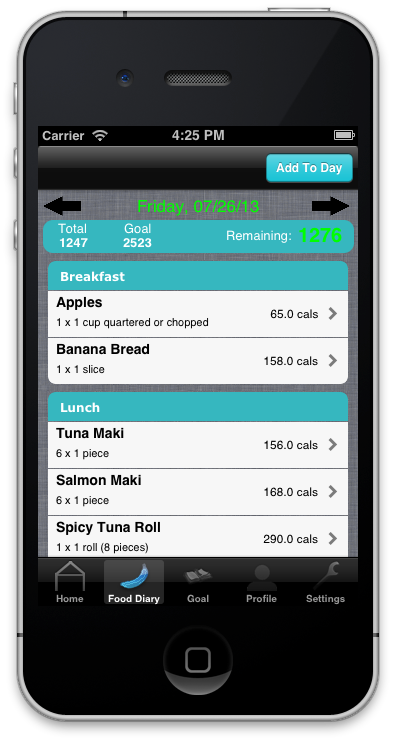 Carrier 4:25 PM
Add To Day
Friday, 07/26/13
Total Goal Remaining: 1276
1247 2523
Breakfast
Apples
1 x 1 cup quartered or chopped 65.0 cals
Banana Bread
1 x 1 slice 158.0 cals
Lunch
Tuna Maki
6 x 1 piece 156.0 cals
Salmon Maki
6 x 1 piece 168.0 cals
Spicy Tuna Roll
1 x 1 roll (8 pieces) 290.0 cals
Home Food Diary Goal Profile Settings